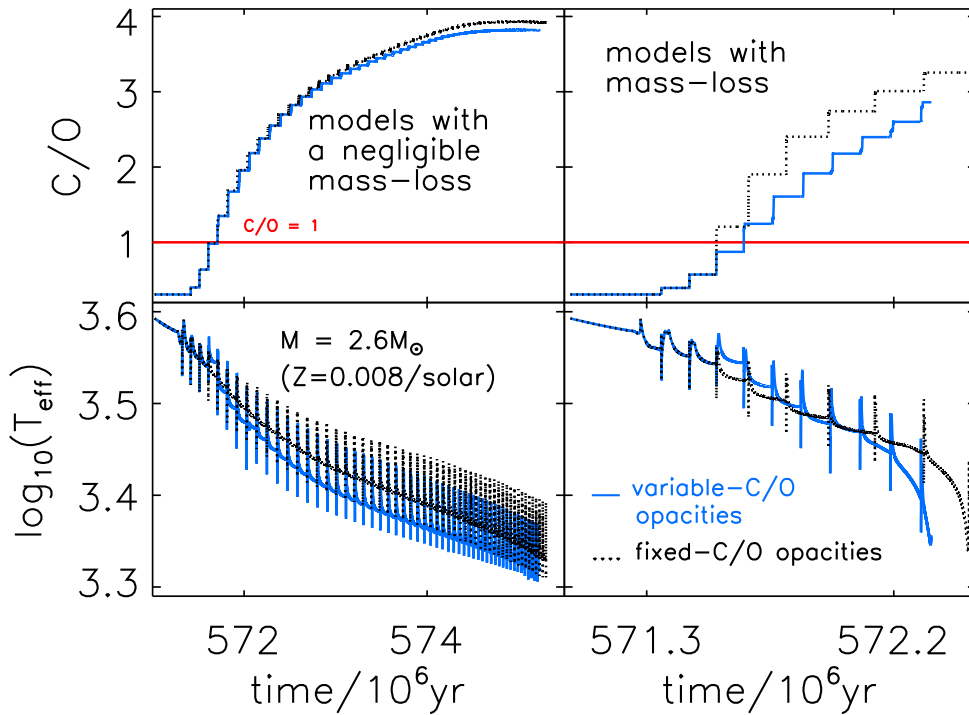 4
3
2
1
C/O
models with
a negligible
mass-loss
C/O = 1
models with
mass-loss
3.6
3.5
3.4
3.3
log10(Teff)
M = 2.6M⊙
(Z=0.008/solar)
variable-C/O
opacities
fixed-C/O opacities
572 574
571.3 572.2
time/10⁶yr
time/10⁶yr